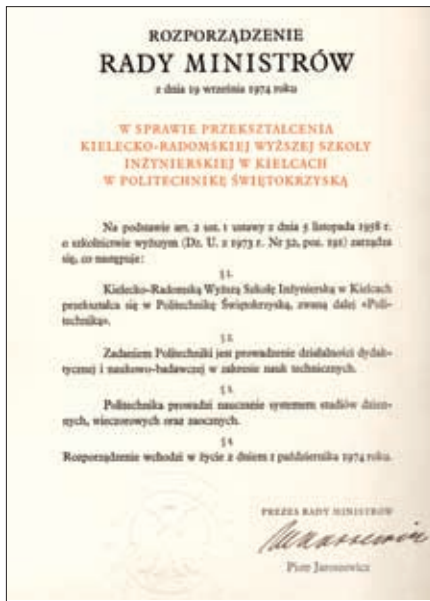 ROZPORZĄDZENIE
RADY MINISTRÓW
z dnia 19 września 1974 roku
W SPRAWIE PRZEKSZTAŁCENIA
KIELECKO-RADOMSKIEJ WYŻSZEJ SZKOŁY
INŻYNIERSKIEJ W KIELCACH
W POLITECHNIKĘ ŚWIĘTOKRZYSKĄ
Na podstawie art. 2 ust. 1 ustawy z dnia 5 listopada 1958 r.
o szkolnictwie wyższym (Dz. U. z 1973 r. Nr 32, poz. 191) zarządza
się, co następuje:
§ 1.
Kielecko-Radomską Wyższą Szkołę Inżynierską w Kielcach
przekształca się w Politechnikę Świętokrzyską, zwaną dalej «Poli-
techniką».
§ 2.
Zadaniem Politechniki jest prowadzenie działalności dydak-
tycznej i naukowo-badawczej w zakresie nauk technicznych.
§ 3.
Politechnika prowadzi nauczanie systemem studiów dzien-
nych, wieczorowych oraz zaocznych.
§ 4.
Rozporządzenie wchodzi w życie z dniem 1 października 1974 roku.
PREZES RADY MINISTRÓW
Piotr Jaroszewicz